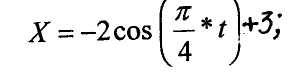 X = -2cos(π/4 * t)+3;